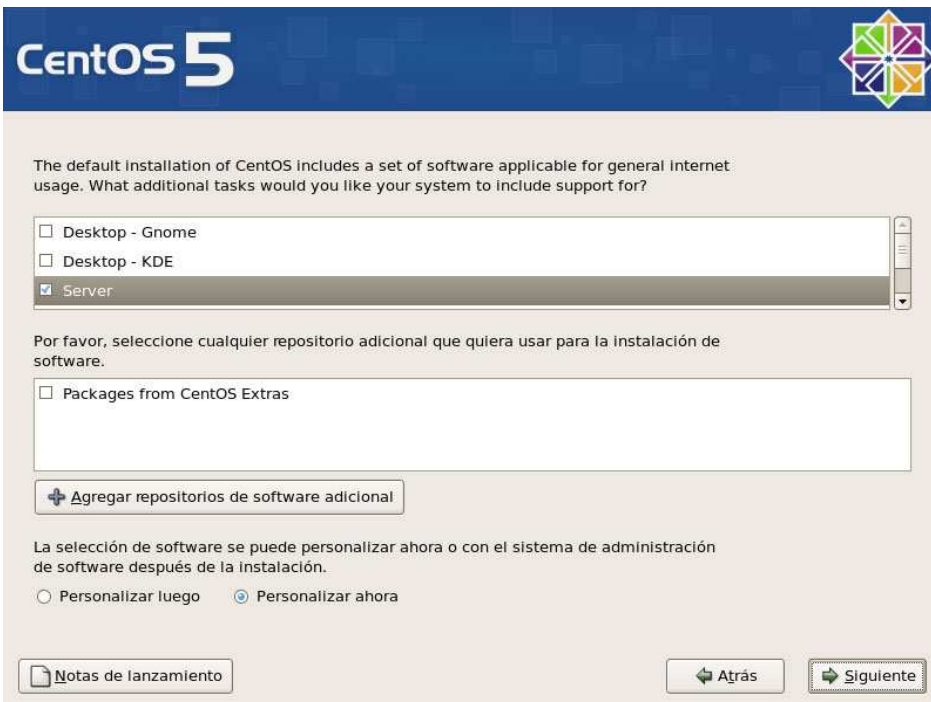 CentOS 5
The default installation of CentOS includes a set of software applicable for general internet
usage. What additional tasks would you like your system to include support for?
Desktop - Gnome
Desktop - KDE
Server
Por favor, seleccione cualquier repositorio adicional que quiera usar para la instalación de
software.
Packages from CentOS Extras
Agregar repositorios de software adicional
La selección de software se puede personalizar ahora o con el sistema de administración
de software después de la instalación.
Personalizar luego Personalizar ahora
Notas de lanzamiento Atrás Siguiente